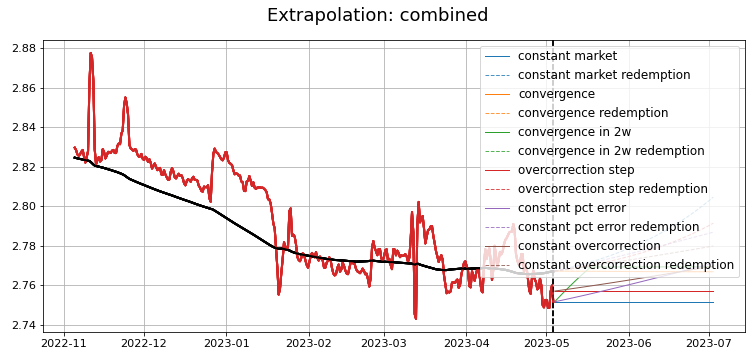 Extrapolation: combined
2.88
2.86
2.84
2.82
2.80
2.78
2.76
2.74
constant market
constant market redemption
convergence
convergence redemption
convergence in 2w
convergence in 2w redemption
overcorrection step
overcorrection step redemption
constant pct error
constant pct error redemption
constant overcorrection
constant overcorrection redemption
2022-11
2022-12
2023-01
2023-02
2023-03
2023-04
2023-05
2023-06
2023-07